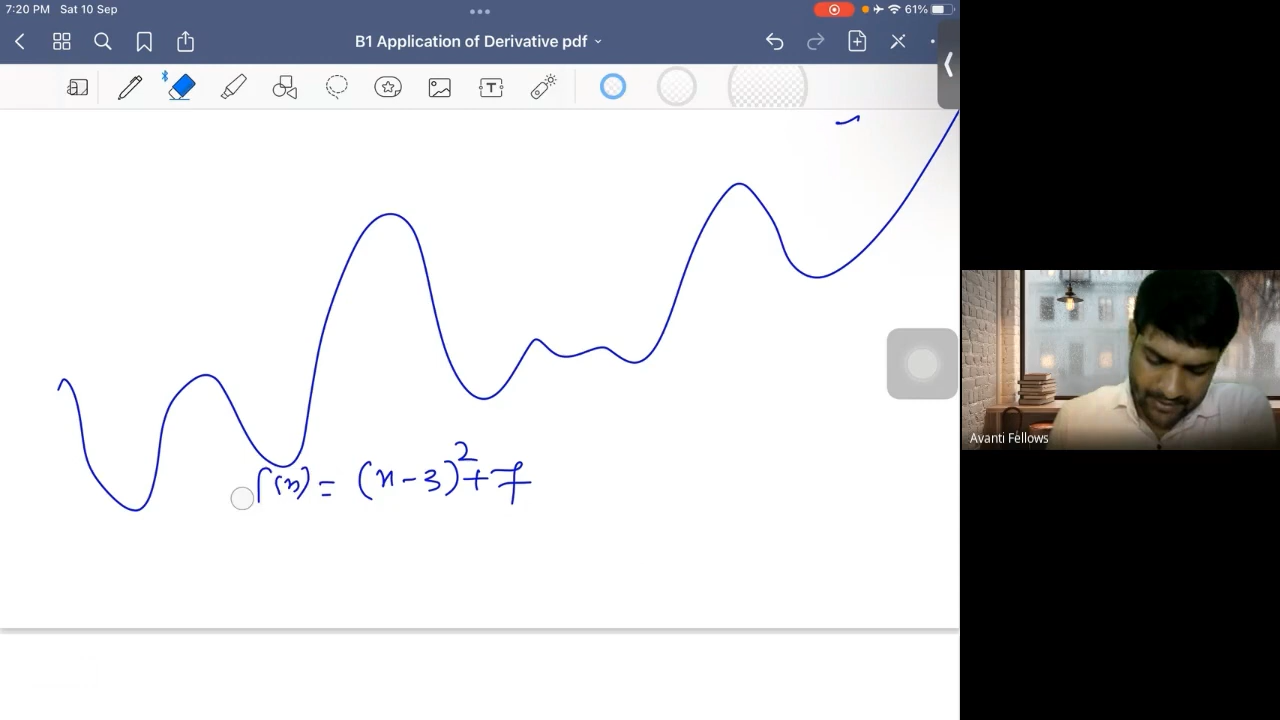 7:20 PM Sat 10 Sep
61%
B1 Application of Derivative pdf
T
f(x) = (x-3)²+7
Avanti Fellows